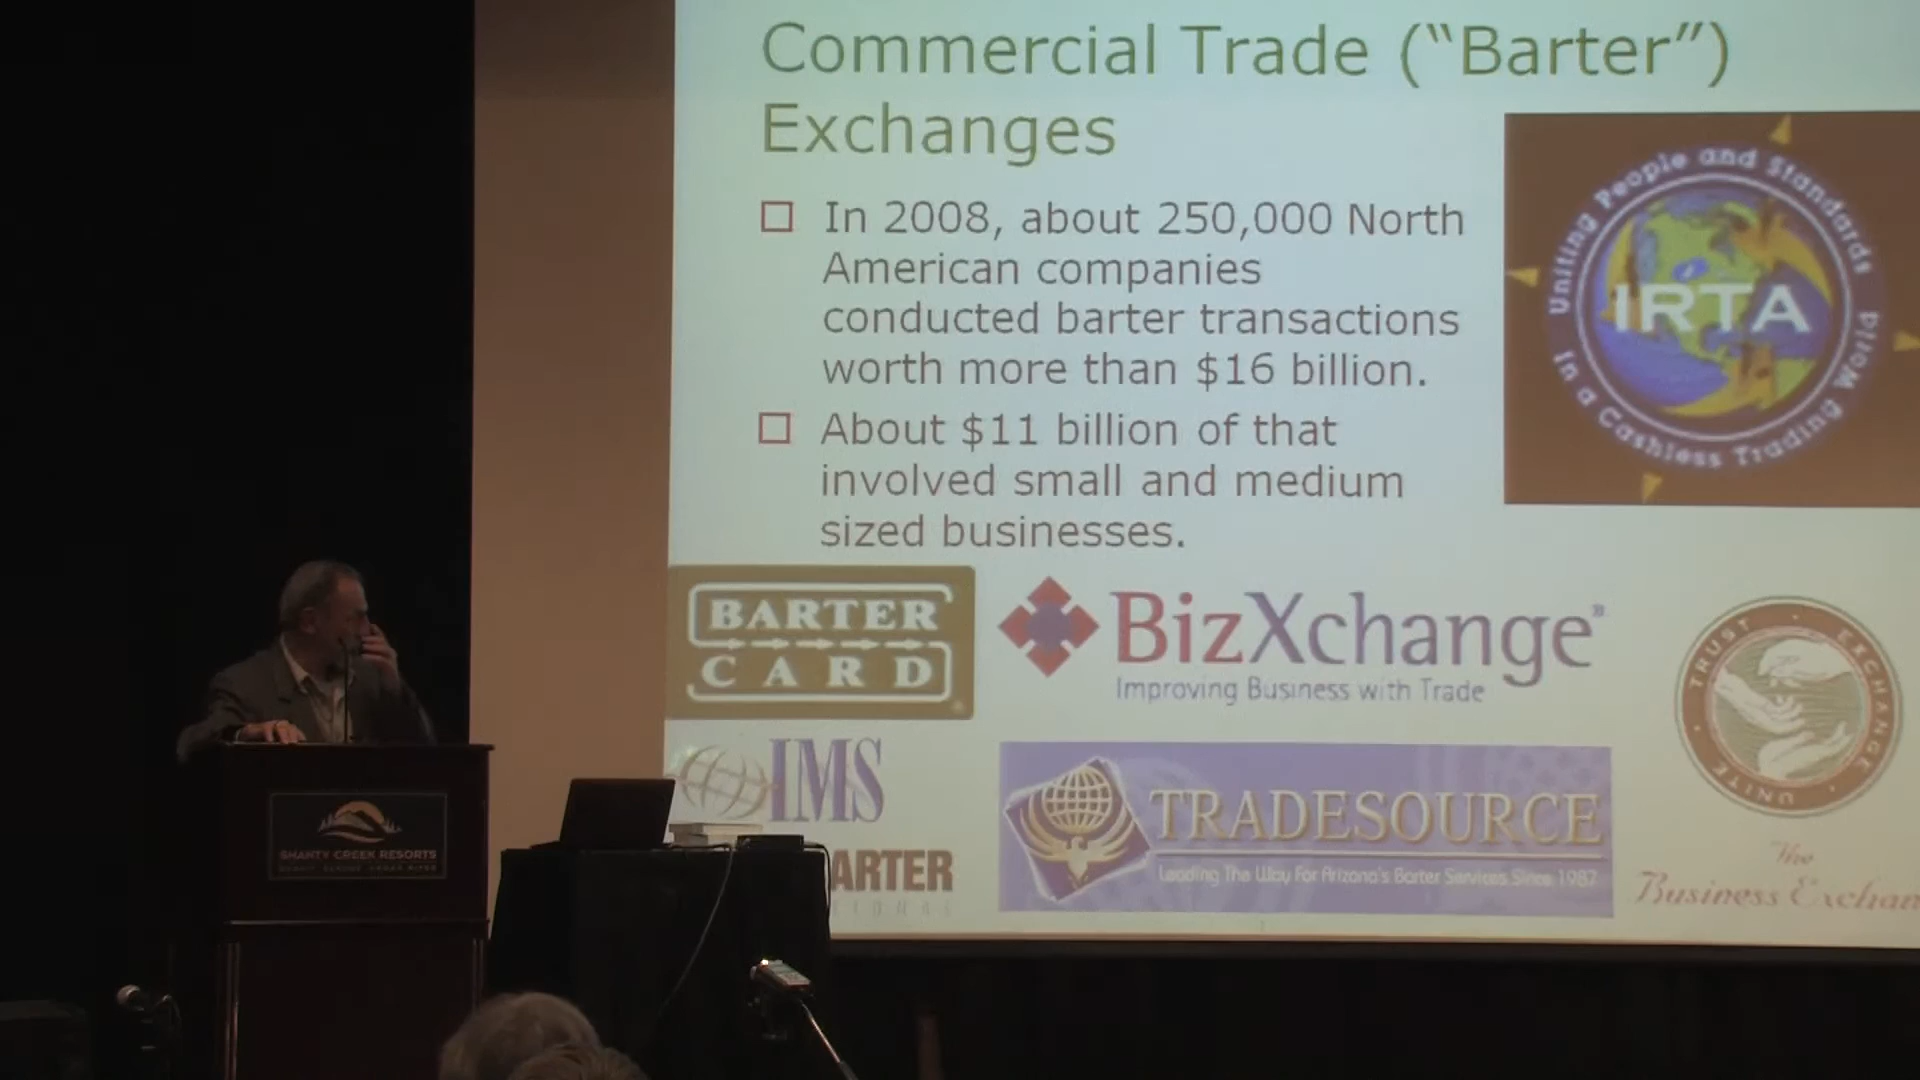 Commercial Trade (“Barter”)
Exchanges
In 2008, about 250,000 North
American companies
conducted barter transactions
worth more than $16 billion.
About $11 billion of that
involved small and medium
sized businesses.
Uniting People and Standards
IRTA
In a Cashless Trading World
BARTER
CARD
BizXchange®
Improving Business with Trade
TRUST · EXCHANGE · UNITE
IMS
TRADESOURCE
Leading The Way For Arizona's Barter Services Since 1987
ARTER
The
Business Exchan
SHANTY CREEK RESORTS